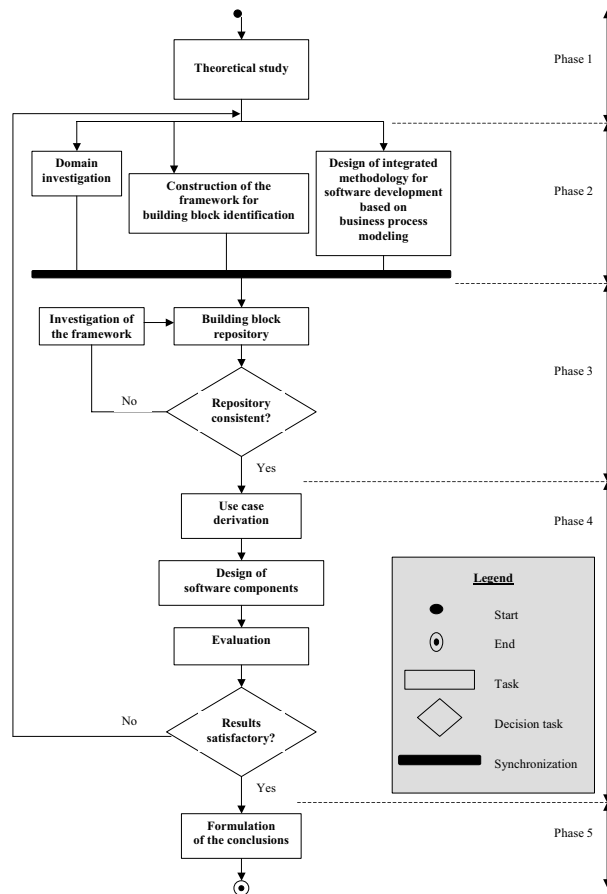 Theoretical study
Phase 1
Domain
investigation
Construction of the
framework for
building block identification
Design of integrated
methodology for
software development
based on
business process
modeling
Phase 2
Investigation of
the framework
Building block
repository
Phase 3
No
Repository
consistent?
Yes
Use case
derivation
Phase 4
Design of
software components
Evaluation
No
Results
satisfactory?
Yes
Legend
Start
End
Task
Decision task
Synchronization
Formulation
of the conclusions
Phase 5